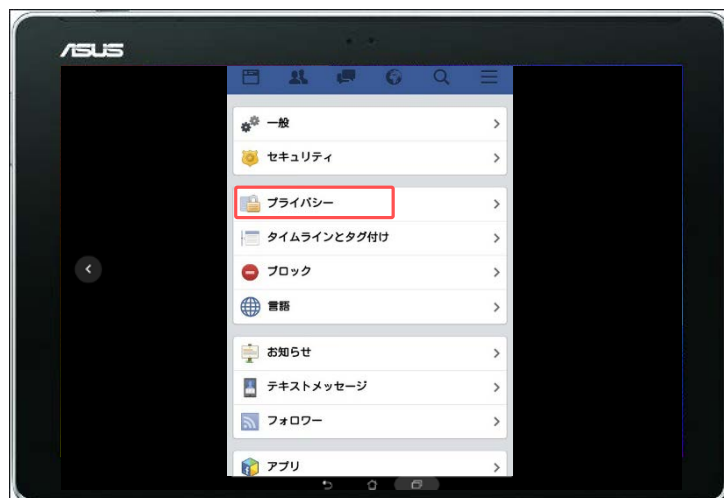 ASUS
一般
セキュリティ
プライバシー
タイムラインとタグ付け
ブロック
言語
お知らせ
テキストメッセージ
フォロワー
アプリ